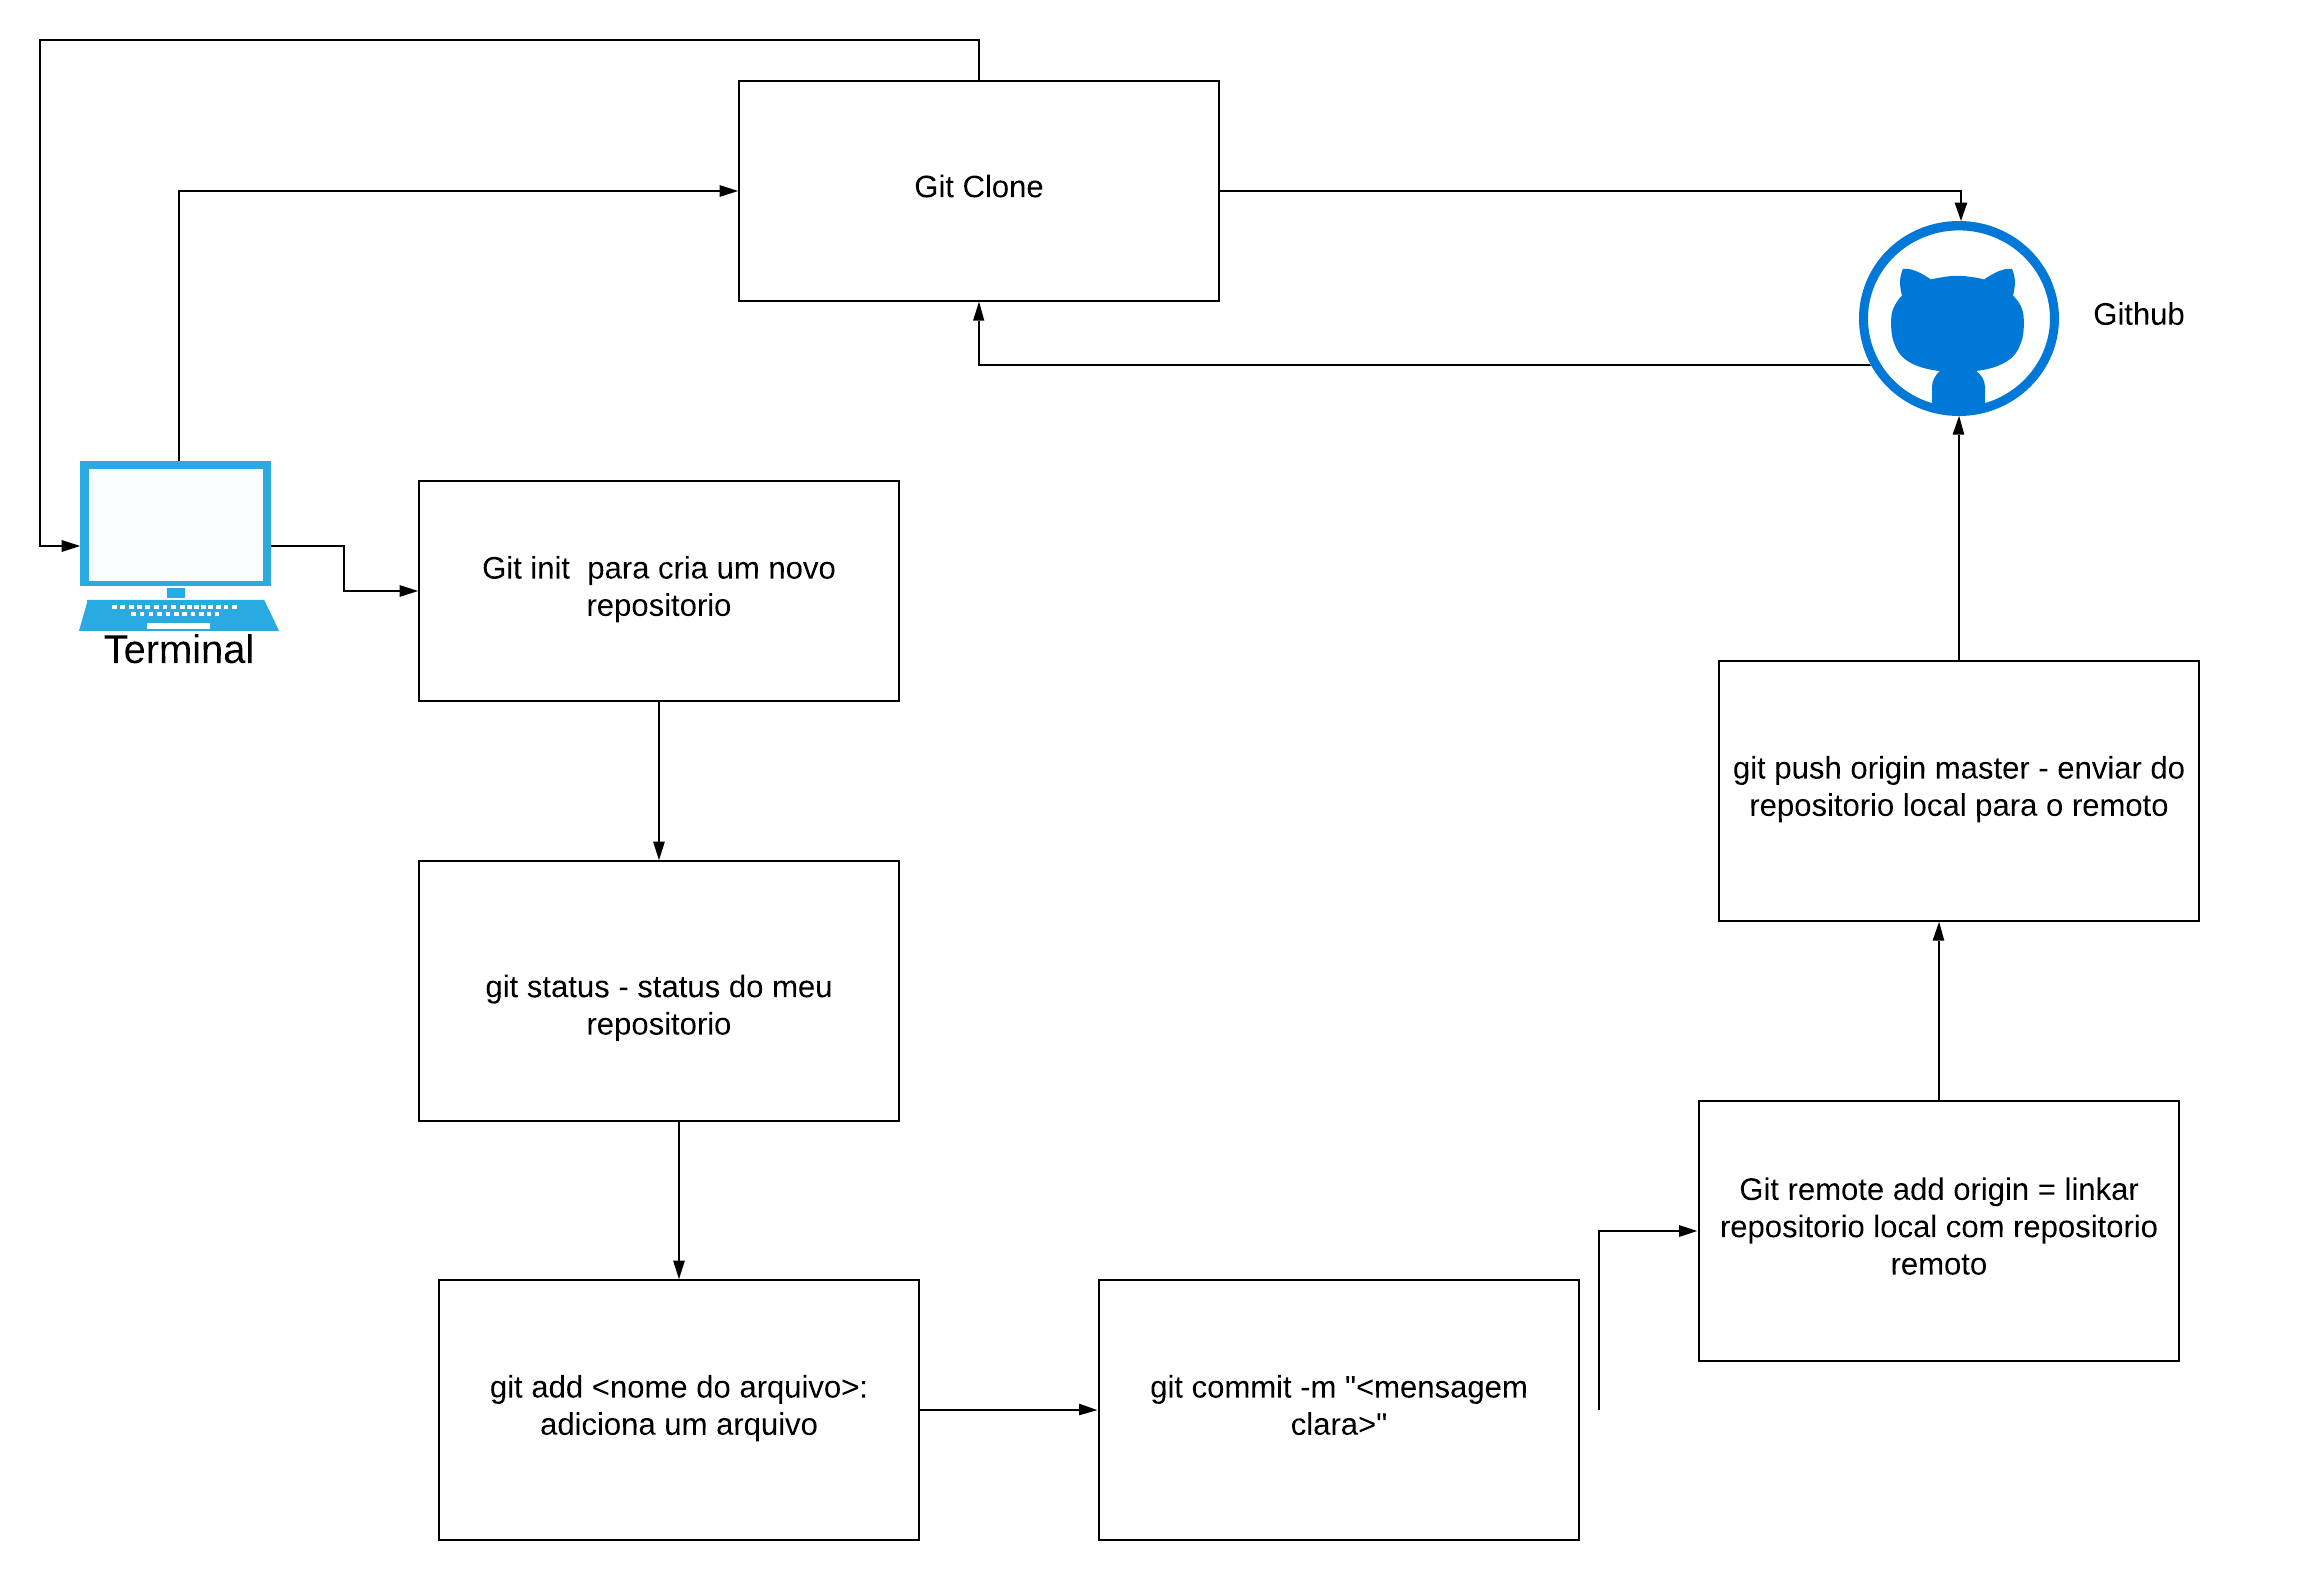 Git Clone
Github
Terminal
Git init  para cria um novo
repositorio
git status - status do meu
repositorio
git add <nome do arquivo>:
adiciona um arquivo
git commit -m "<mensagem
clara>"
Git remote add origin = linkar
repositorio local com repositorio
remoto
git push origin master - enviar do
repositorio local para o remoto